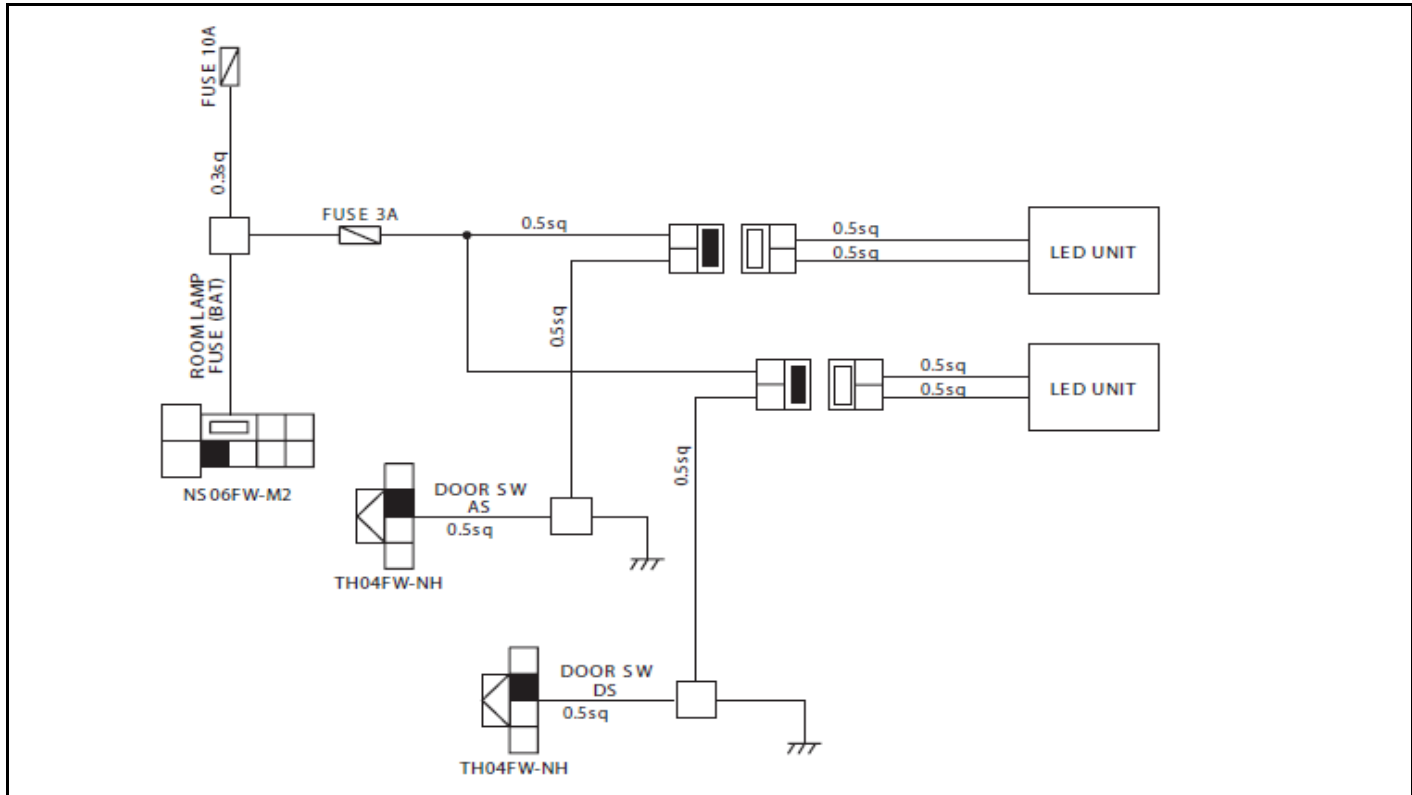 FUSE 10A
0.3sq
FUSE 3A
0.5sq
0.5sq
0.5sq
LED UNIT
ROOM LAMP
FUSE (BAT)
0.5sq
0.5sq
0.5sq
LED UNIT
NS06FW-M2
0.5sq
DOOR SW
AS
0.5sq
TH04FW-NH
DOOR SW
DS
0.5sq
TH04FW-NH